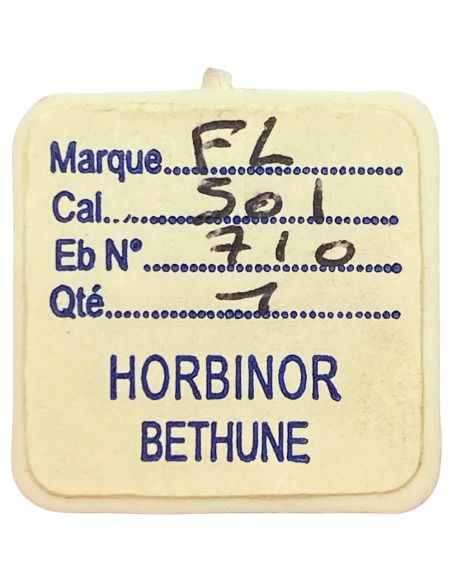 Marque FL
Cal. 501
Eb N° 710
Qté 1
HORBINOR
BETHUNE